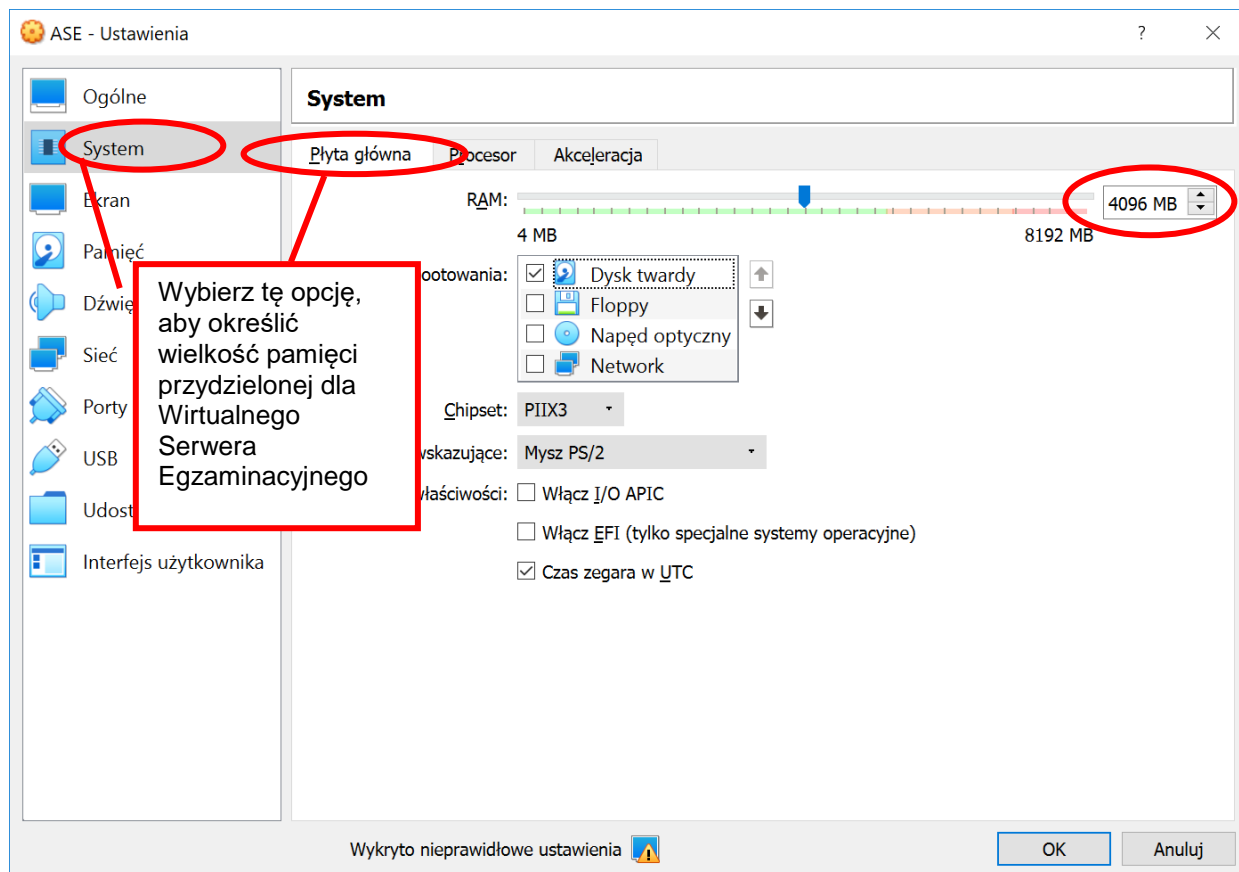 ASE - Ustawienia
?
Ogólne
System
Ekran
Pamięć
Dźwię
Sieć
Porty
USB
Udost
Interfejs użytkownika
System
Płyta główna Procesor Akceleracja
RAM:
4096 MB
4 MB 8192 MB
ootowania:
Dysk twardy
Floppy
Napęd optyczny
Network
Chipset: PIIX3
wskazujące: Mysz PS/2
właściwości: Włącz I/O APIC
Włącz EFI (tylko specjalne systemy operacyjne)
Czas zegara w UTC
Wybierz tę opcję,
aby określić
wielkość pamięci
przydzielonej dla
Wirtualnego
Serwera
Egzaminacyjnego
Wykryto nieprawidłowe ustawienia
OK Anuluj